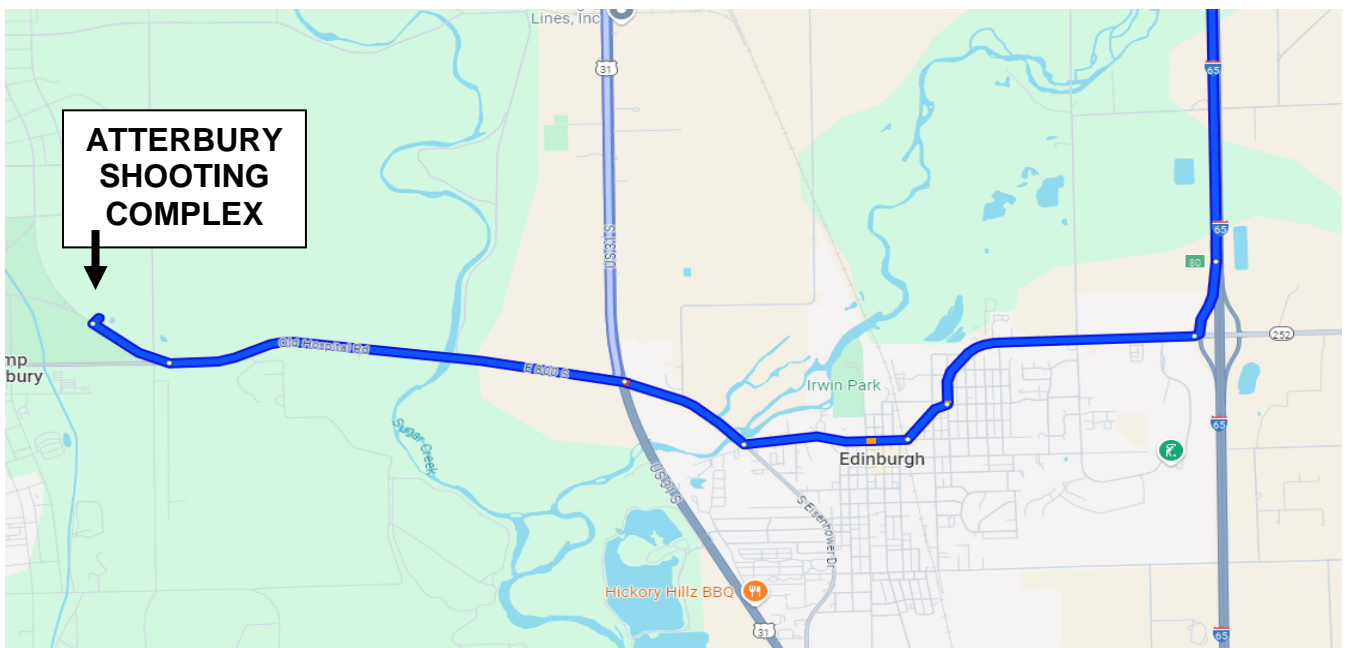 Lines, Inc
31
65
ATTERBURY
SHOOTING
COMPLEX
US 31 S
65
80
252
Old Hospital Rd
E 800 S
mp
bury
Irwin Park
Sugar Creek
65
Edinburgh
US 31 S
S Eisenhower Dr
Hickory Hillz BBQ
31
65